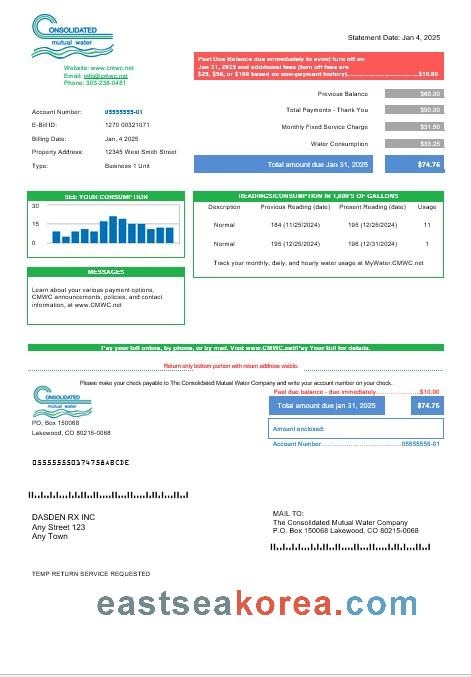 CONSOLIDATED
mutual water
Statement Date: Jan 4, 2025
Website: www.cmwc.net
Email: info@cmwc.net
Phone: 303-238-0451
Past Due Balance due immediately to avoid turn off on
Jan 31, 2025 and additional fees (turn off fees are
$25, $50, or $100 based on non-payment history)...$10.00
Previous Balance $60.00
Total Payments - Thank You $50.00
Monthly Fixed Service Charge $31.50
Water Consumption $33.25
Total amount due Jan 31, 2025 $74.75
Account Number: 05555555-01
E-Bill ID: 1270 00321071
Billing Date: Jan, 4 2025
Property Address: 12345 West Smith Street
Type: Business 1 Unit
SEE YOUR CONSUMPTION
30
15
0
READINGS/CONSUMPTION IN 1,000'S OF GALLONS
Description Previous Reading (date) Present Reading (date) Usage
Normal 184 (11/25/2024) 195 (12/25/2024) 11
Normal 195 (12/25/2024) 196 (12/31/2024) 1
Track your monthly, daily, and hourly water usage at MyWater.CMWC.net
MESSAGES
Learn about your various payment options,
CMWC announcements, policies, and contact
information, at www.CMWC.net
Pay your bill online, by phone, or by mail. Visit www.CMWC.net/Pay Your Bill for details.
Return only bottom portion with return address visible.
Please make your check payable to The Consolidated Mutual Water Company and write your account number on your check.
CONSOLIDATED
mutual water
PO, Box 150068
Lakewood, CO 80215-0068
Past due balance - due immediately $10.00
Total amount due jan 31, 2025 $74.75
Amount enclosed:
Account Number 05555555-01
055555550174758ABCDE
DASDEN RX INC
Any Street 123
Any Town
MAIL TO:
The Consolidated Mutual Water Company
P.O. Box 150068 Lakewood, CO 80215-0068
TEMP RETURN SERVICE REQUESTED
eastseakorea.com